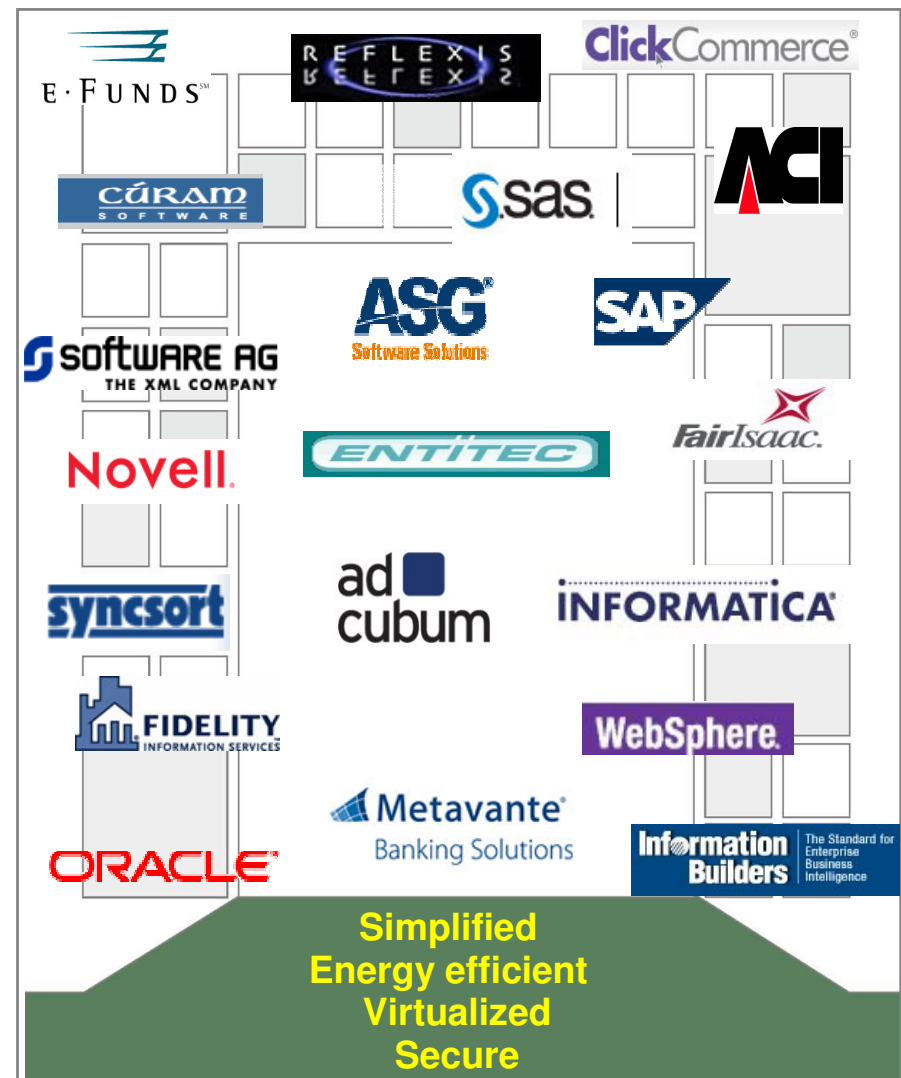 E·FUNDS℠
REFLEXIS
ClickCommerce®
ACI
CÚRAM
SOFTWARE
sas.
ASG®
Software Solutions
SAP
software AG
THE XML COMPANY
FairIsaac.
Novell.
ENTÏTEC
ad
cubum
INFORMATICA®
syncsort
FIDELITY
INFORMATION SERVICES
WebSphere.
Metavante®
Banking Solutions
ORACLE®
Information
Builders
The Standard for
Enterprise
Business
Intelligence
Simplified
Energy efficient
Virtualized
Secure